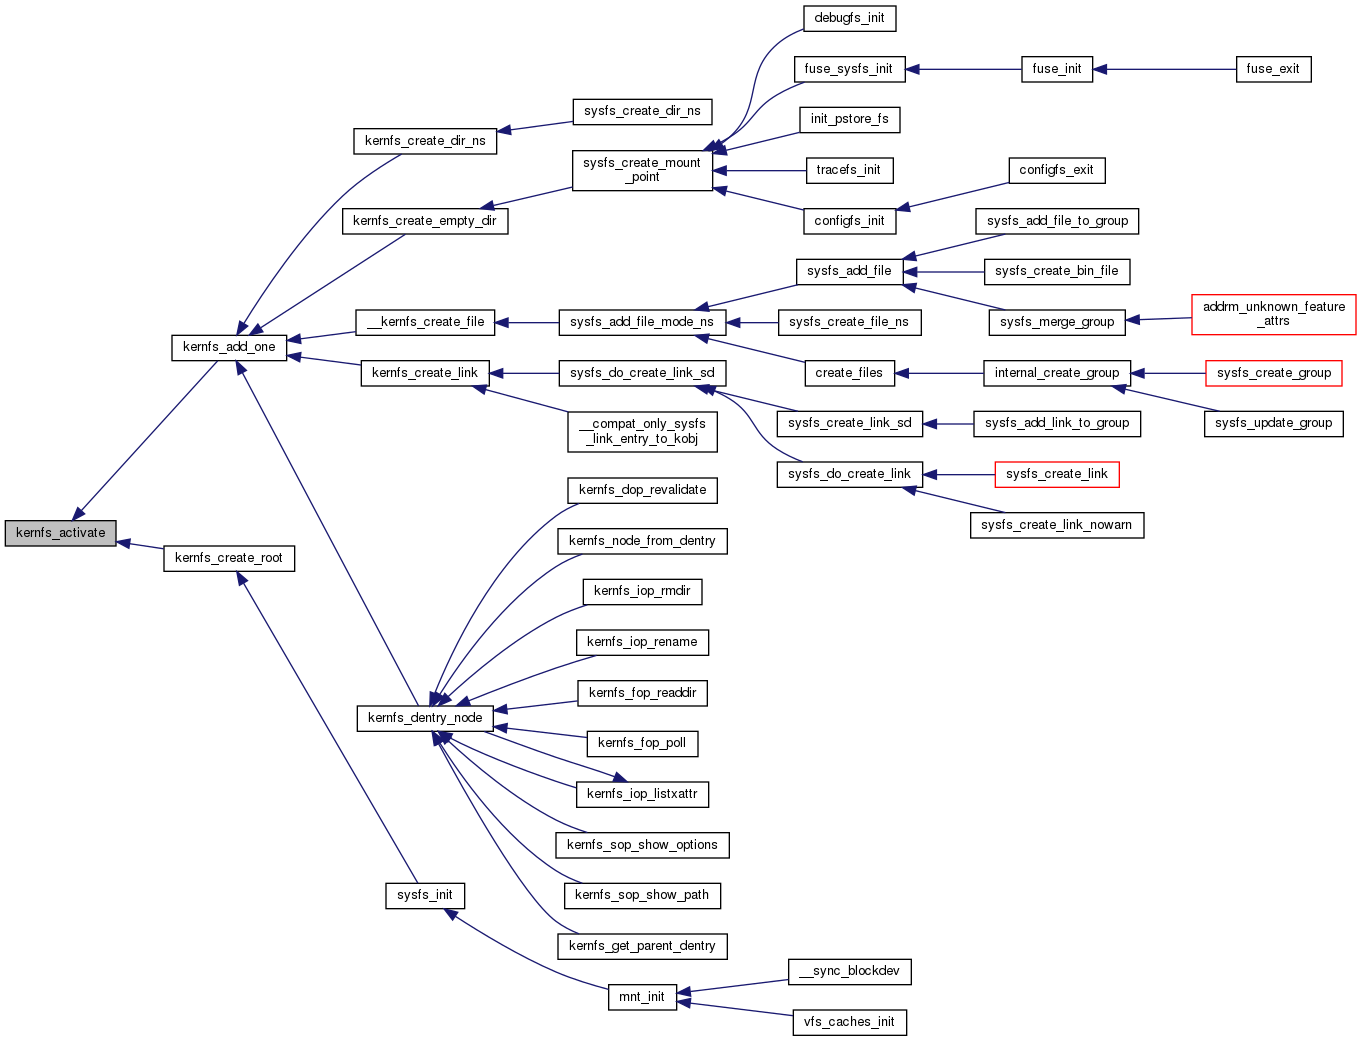 debugfs_init
fuse_sysfs_init
fuse_init
fuse_exit
sysfs_create_dir_ns
init_pstore_fs
kernfs_create_dir_ns
sysfs_create_mount
_point
tracefs_init
configfs_exit
kernfs_create_empty_dir
configfs_init
sysfs_add_file_to_group
sysfs_add_file
sysfs_create_bin_file
addrm_unknown_feature
_attrs
__kernfs_create_file
sysfs_add_file_mode_ns
sysfs_create_file_ns
sysfs_merge_group
kernfs_add_one
kernfs_create_link
sysfs_do_create_link_sd
create_files
internal_create_group
sysfs_create_group
__compat_only_sysfs
_link_entry_to_kobj
sysfs_create_link_sd
sysfs_add_link_to_group
sysfs_update_group
sysfs_do_create_link
sysfs_create_link
kernfs_dop_revalidate
sysfs_create_link_nowarn
kernfs_activate
kernfs_node_from_dentry
kernfs_create_root
kernfs_iop_rmdir
kernfs_iop_rename
kernfs_fop_readdir
kernfs_dentry_node
kernfs_fop_poll
kernfs_iop_listxattr
kernfs_sop_show_options
sysfs_init
kernfs_sop_show_path
kernfs_get_parent_dentry
__sync_blockdev
mnt_init
vfs_caches_init